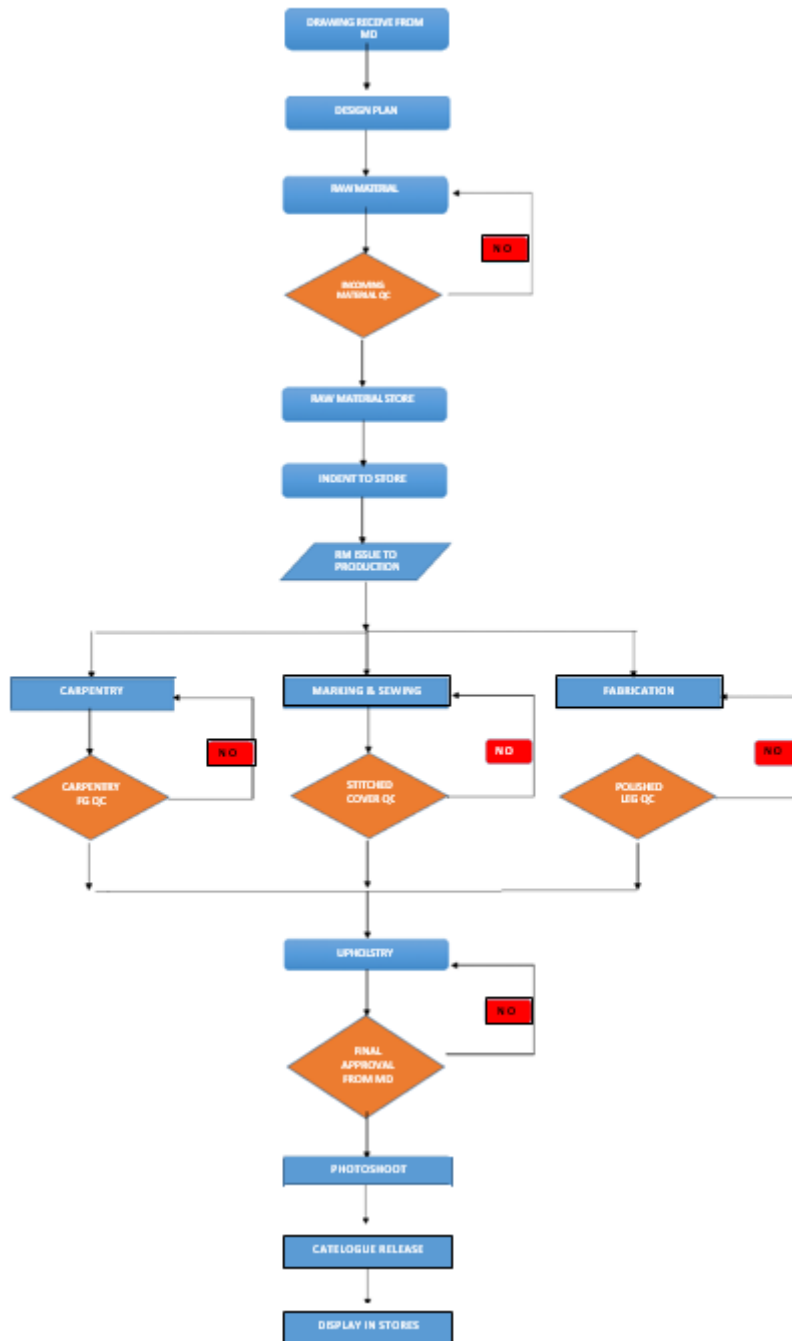 DRAWING RECEIVE FROM
MD
DESIGN PLAN
RAW MATERIAL
NO
INCOMING
MATERIAL QC
RAW MATERIAL STORE
INDENT TO STORE
RM ISSUE TO
PRODUCTION
CARPENTRY
MARKING & SEWING
FABRICATION
NO
NO
NO
CARPENTRY
FG QC
STITCHED
COVER QC
POLISHED
LEG QC
UPHOLSTRY
NO
FINAL
APPROVAL
FROM MD
PHOTOSHOOT
CATELOGUE RELEASE
DISPLAY IN STORES